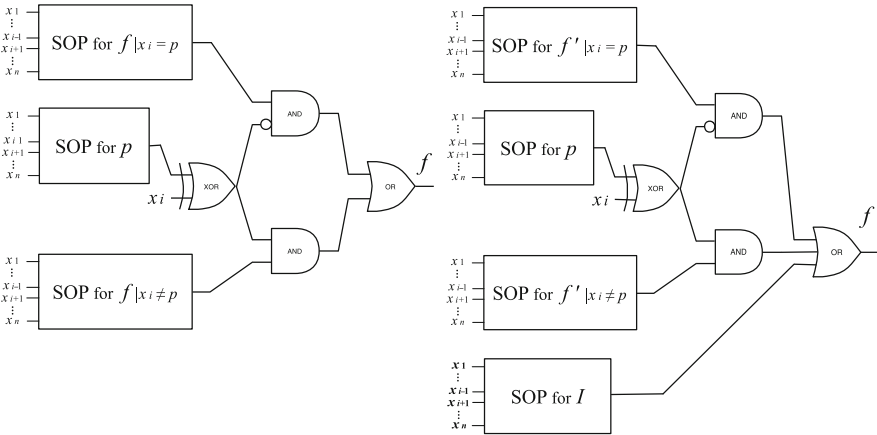 x1
⋮
xi-1
xi+1
⋮
xn
SOP for f|xi = p
AND
x1
⋮
xi 1
xi+1
⋮
xn
SOP for p
XOR
xi
OR
f
AND
x1
⋮
xi-1
xi+1
⋮
xn
SOP for f|xi ≠ p
x1
⋮
xi-1
xi+1
⋮
xn
SOP for f'|xi = p
AND
x1
⋮
xi-1
xi+1
⋮
xn
SOP for p
XOR
xi
AND
OR
f
x1
⋮
xi-1
xi+1
⋮
xn
SOP for f'|xi ≠ p
x1
⋮
xi-1
xi+1
⋮
xn
SOP for I